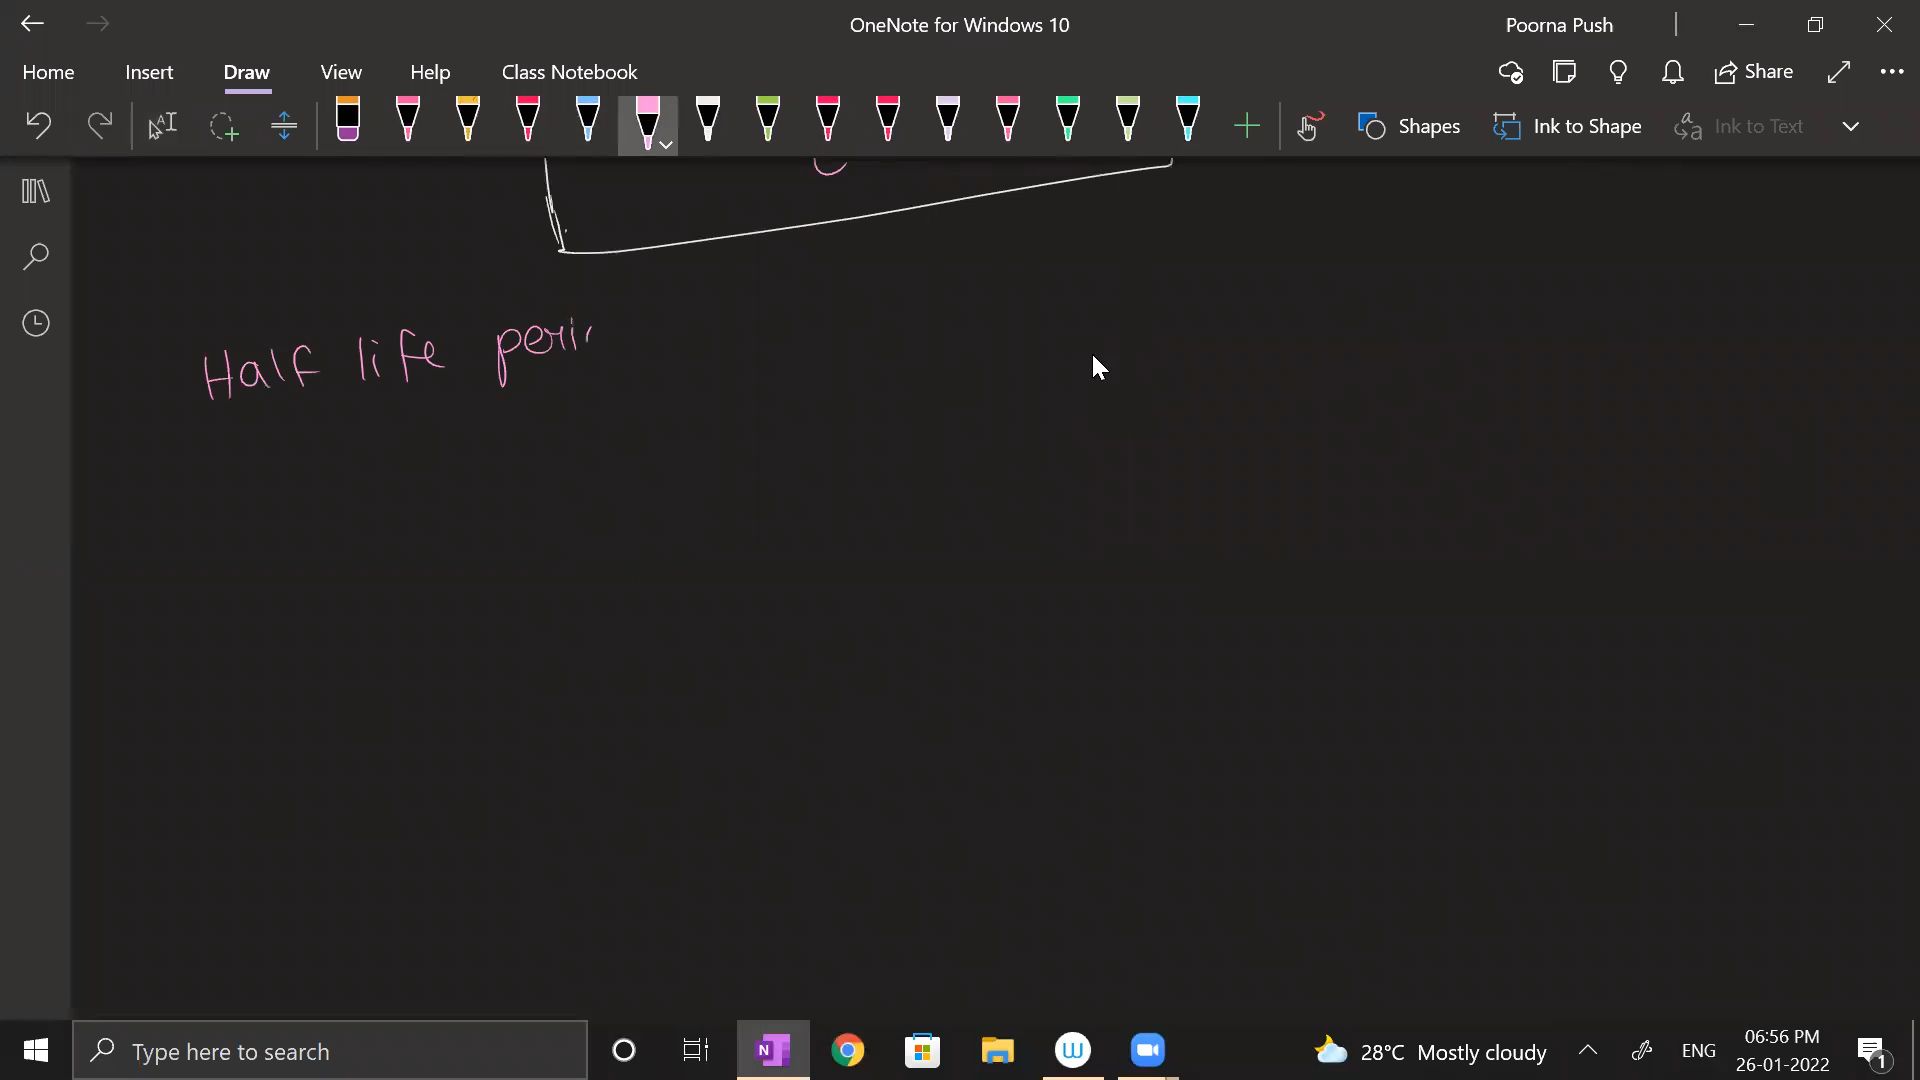 OneNote for Windows 10
Poorna Push
Home Insert Draw View Help Class Notebook
Share
Shapes
Ink to Shape
Ink to Text
Half life
Type here to search
N
W
28°C Mostly cloudy
ENG
06:56 PM
26-01-2022
1